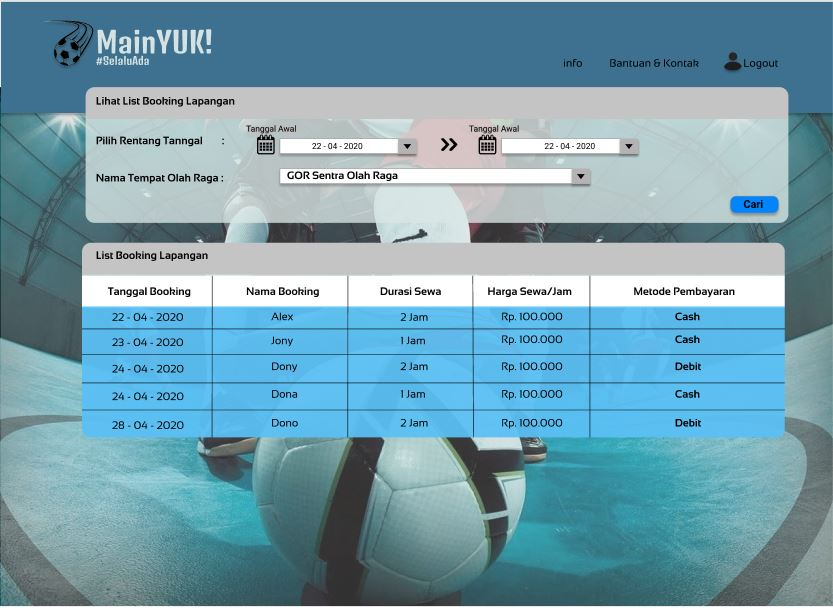 MainYUK!
#SelaluAda
info Bantuan & Kontak Logout
Lihat List Booking Lapangan
Tanggal Awal Tanggal Awal
Pilih Rentang Tanngal : 22 - 04 - 2020 22 - 04 - 2020
Nama Tempat Olah Raga : GOR Sentra Olah Raga
Cari
List Booking Lapangan
Tanggal Booking Nama Booking Durasi Sewa Harga Sewa/Jam Metode Pembayaran
22 - 04 - 2020 Alex 2 Jam Rp. 100.000 Cash
23 - 04 - 2020 Jony 1 Jam Rp. 100.000 Cash
24 - 04 - 2020 Dony 2 Jam Rp. 100.000 Debit
24 - 04 - 2020 Dona 1 Jam Rp. 100.000 Cash
28 - 04 - 2020 Dono 2 Jam Rp. 100.000 Debit